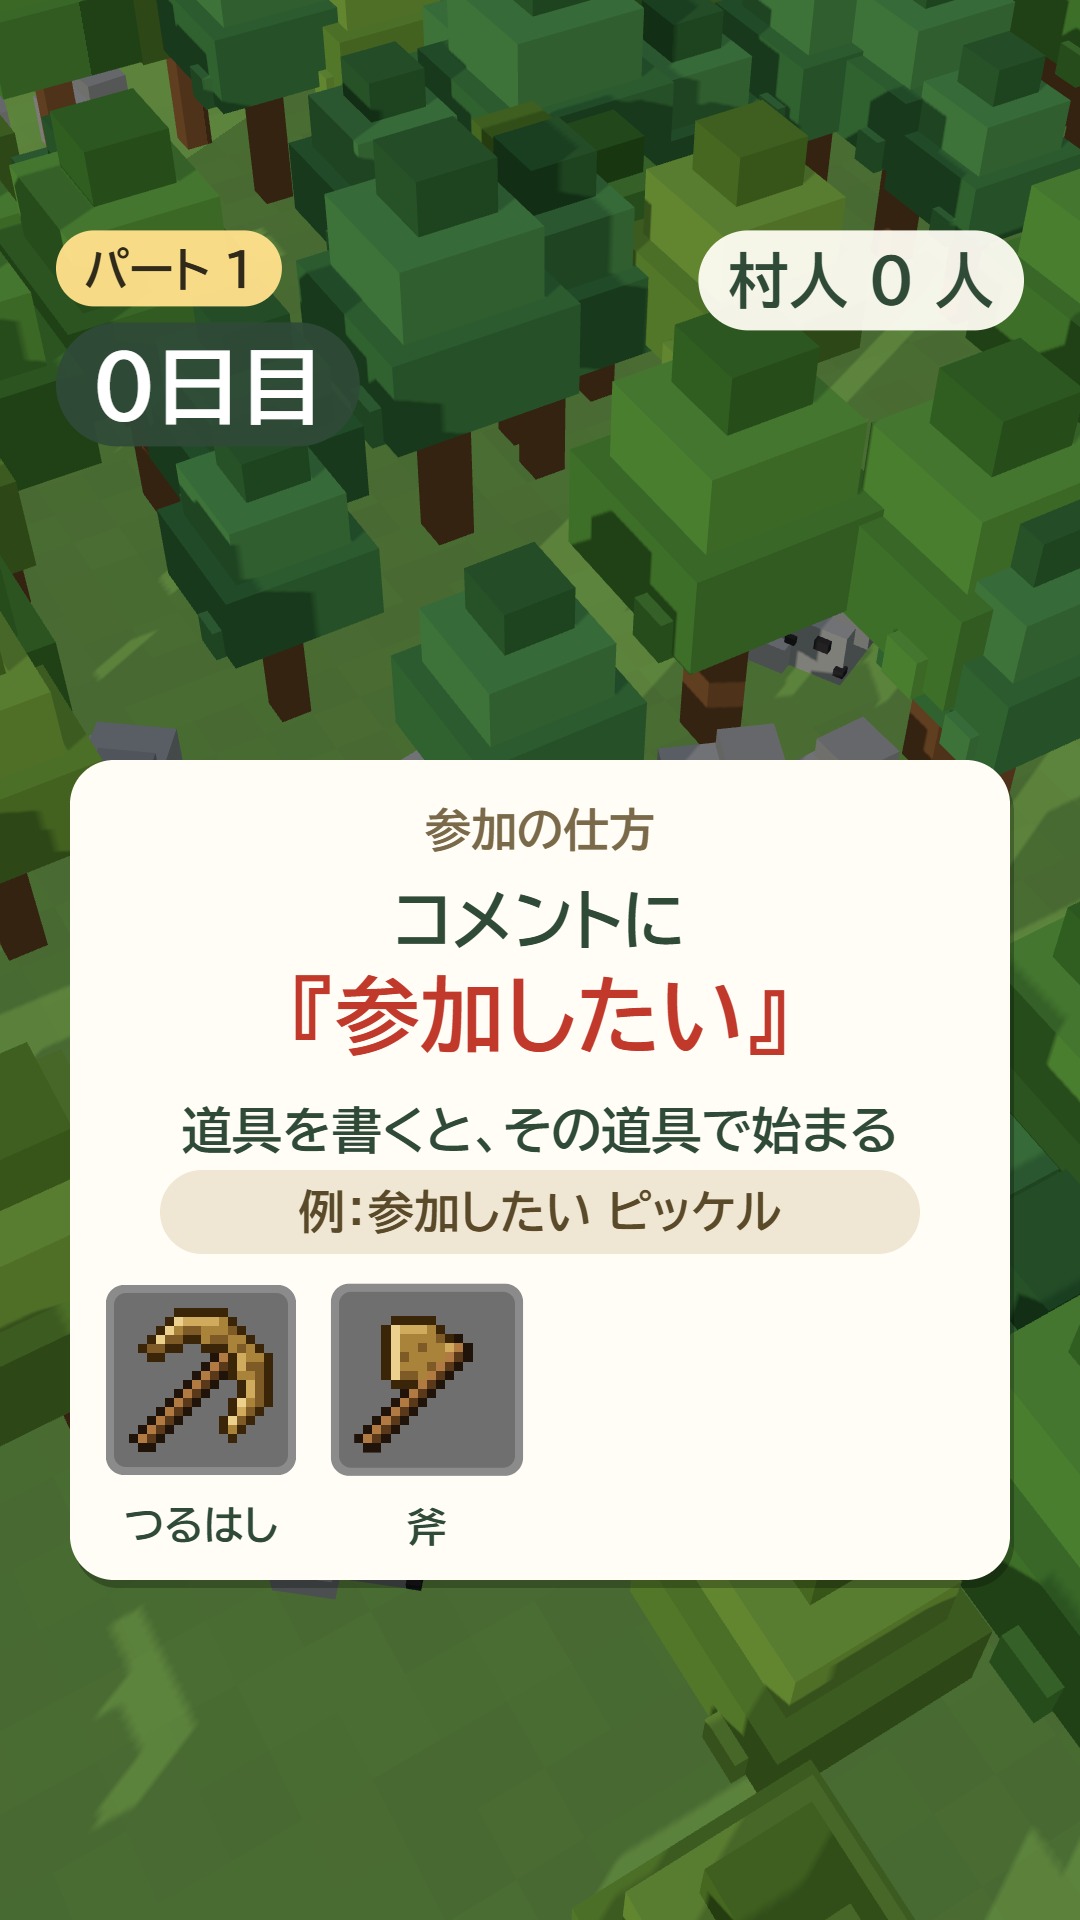 パート 1
村人 0 人
0日目
参加の仕方
コメントに
『参加したい』
道具を書くと、その道具で始まる
例：参加したい ピッケル
つるはし
斧